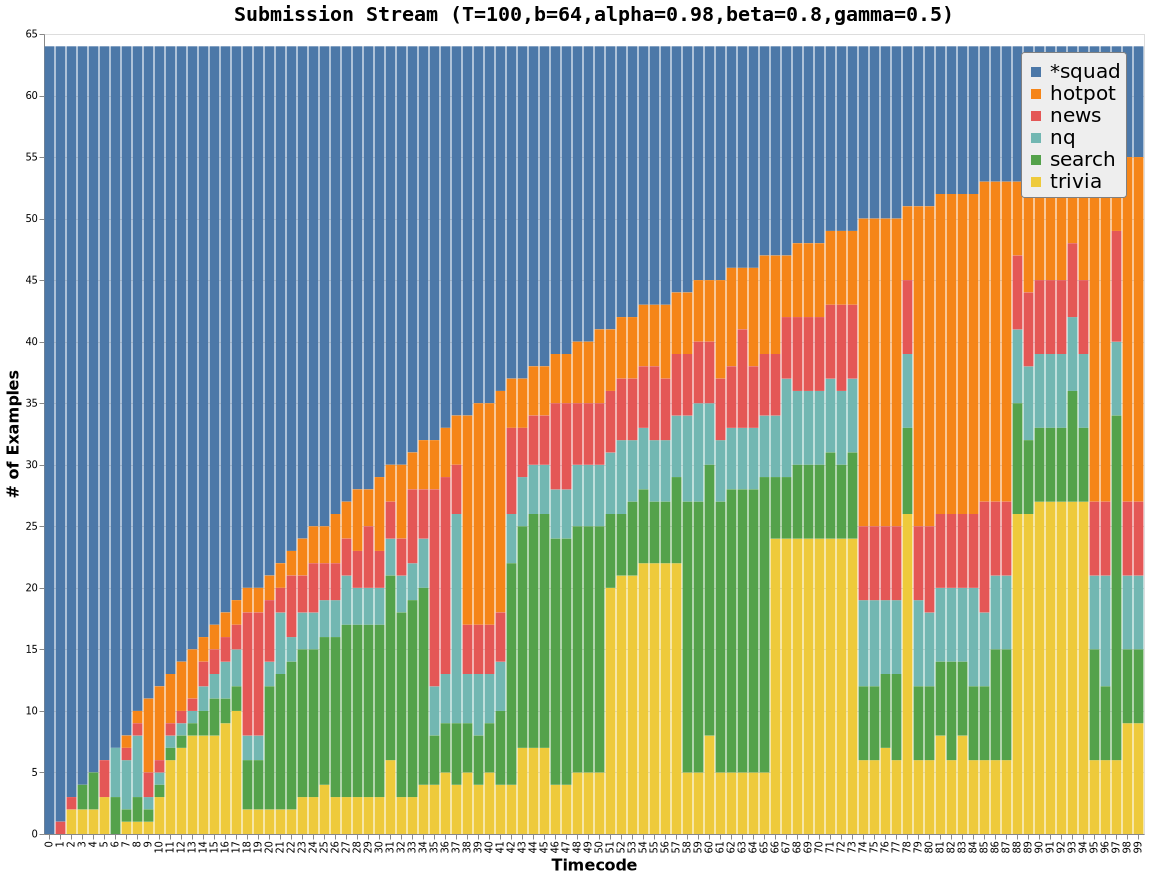 Submission Stream (T=100,b=64,alpha=0.98,beta=0.8,gamma=0.5)
65
60
55
50
45
40
35
30
25
20
15
10
5
0
# of Examples
*squad
hotpot
news
nq
search
trivia
0 1 2 3 4 5 6 7 8 9 10 11 12 13 14 15 16 17 18 19 20 21 22 23 24 25 26 27 28 29 30 31 32 33 34 35 36 37 38 39 40 41 42 43 44 45 46 47 48 49 50 51 52 53 54 55 56 57 58 59 60 61 62 63 64 65 66 67 68 69 70 71 72 73 74 75 76 77 78 79 80 81 82 83 84 85 86 87 88 89 90 91 92 93 94 95 96 97 98 99
Timecode